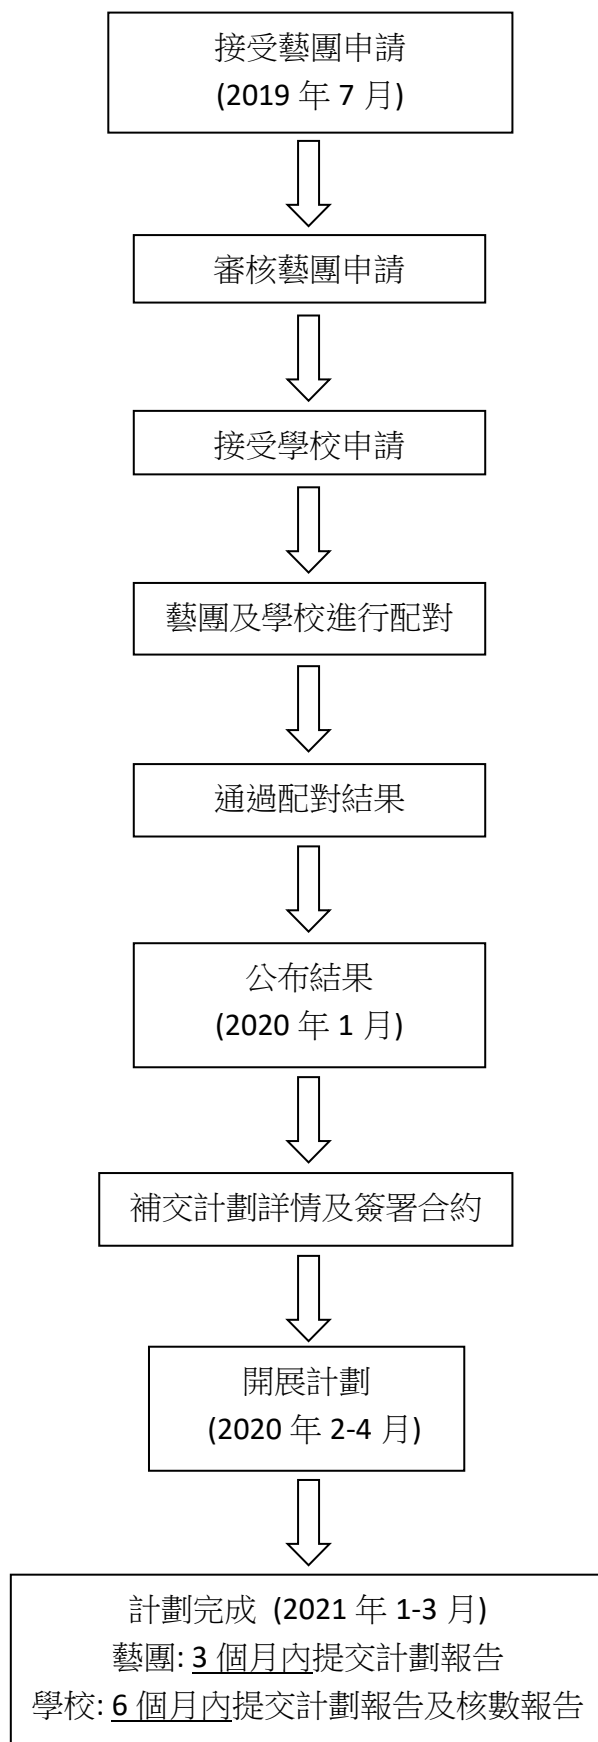 接受藝團申請
(2019 年 7 月)
審核藝團申請
接受學校申請
藝團及學校進行配對
通過配對結果
公布結果
(2020 年 1 月)
補交計劃詳情及簽署合約
開展計劃
(2020 年 2-4 月)
計劃完成 (2021 年 1-3 月)
藝團: 3 個月內提交計劃報告
學校: 6 個月內提交計劃報告及核數報告